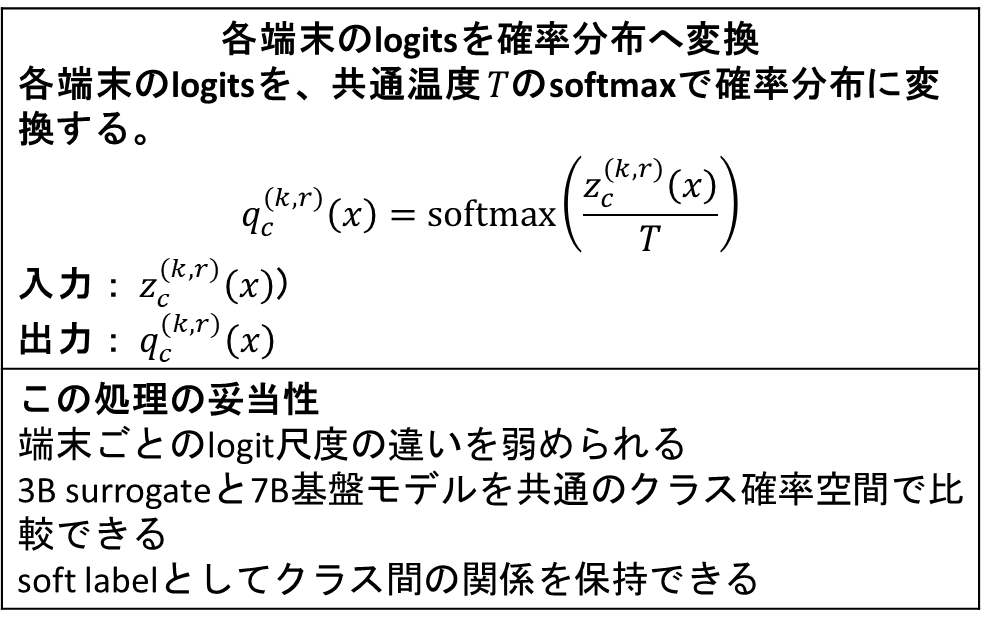 各端末のlogitsを確率分布へ変換
各端末のlogitsを、共通温度Tのsoftmaxで確率分布に変
換する。
q_c^{(k,r)}(x) = softmax(z_c^{(k,r)}(x) / T)
入力： z_c^{(k,r)}(x)）
出力： q_c^{(k,r)}(x)
この処理の妥当性
端末ごとのlogit尺度の違いを弱められる
3B surrogateと7B基盤モデルを共通のクラス確率空間で比
較できる
soft labelとしてクラス間の関係を保持できる